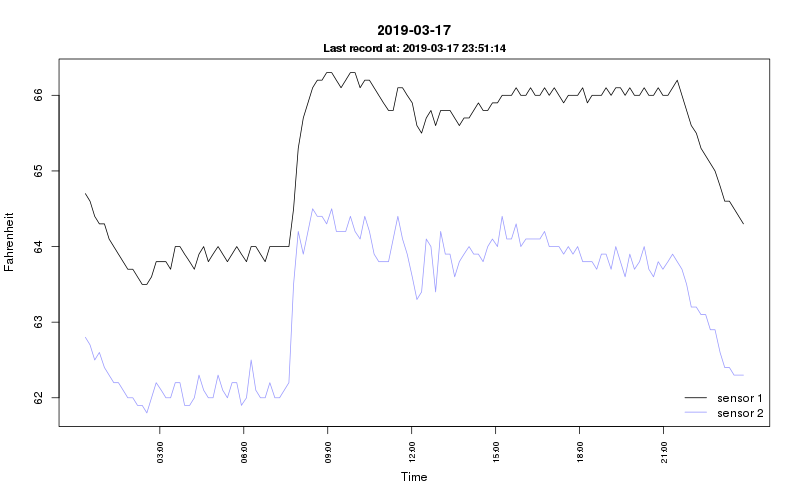 2019-03-17
Last record at: 2019-03-17 23:51:14
Fahrenheit
66
65
64
63
62
03:00
06:00
09:00
12:00
15:00
18:00
21:00
Time
sensor 1
sensor 2